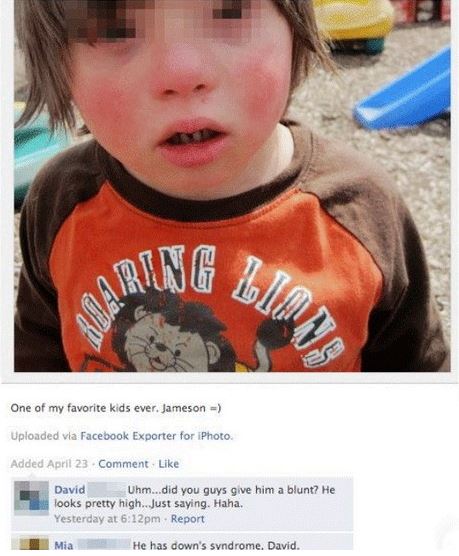 ROARING LIONS
One of my favorite kids ever. Jameson =)
Uploaded via Facebook Exporter for iPhoto.
Added April 23 · Comment · Like
David Uhm...did you guys give him a blunt? He
looks pretty high...Just saying. Haha.
Yesterday at 6:12pm · Report
Mia He has down's syndrome, David.